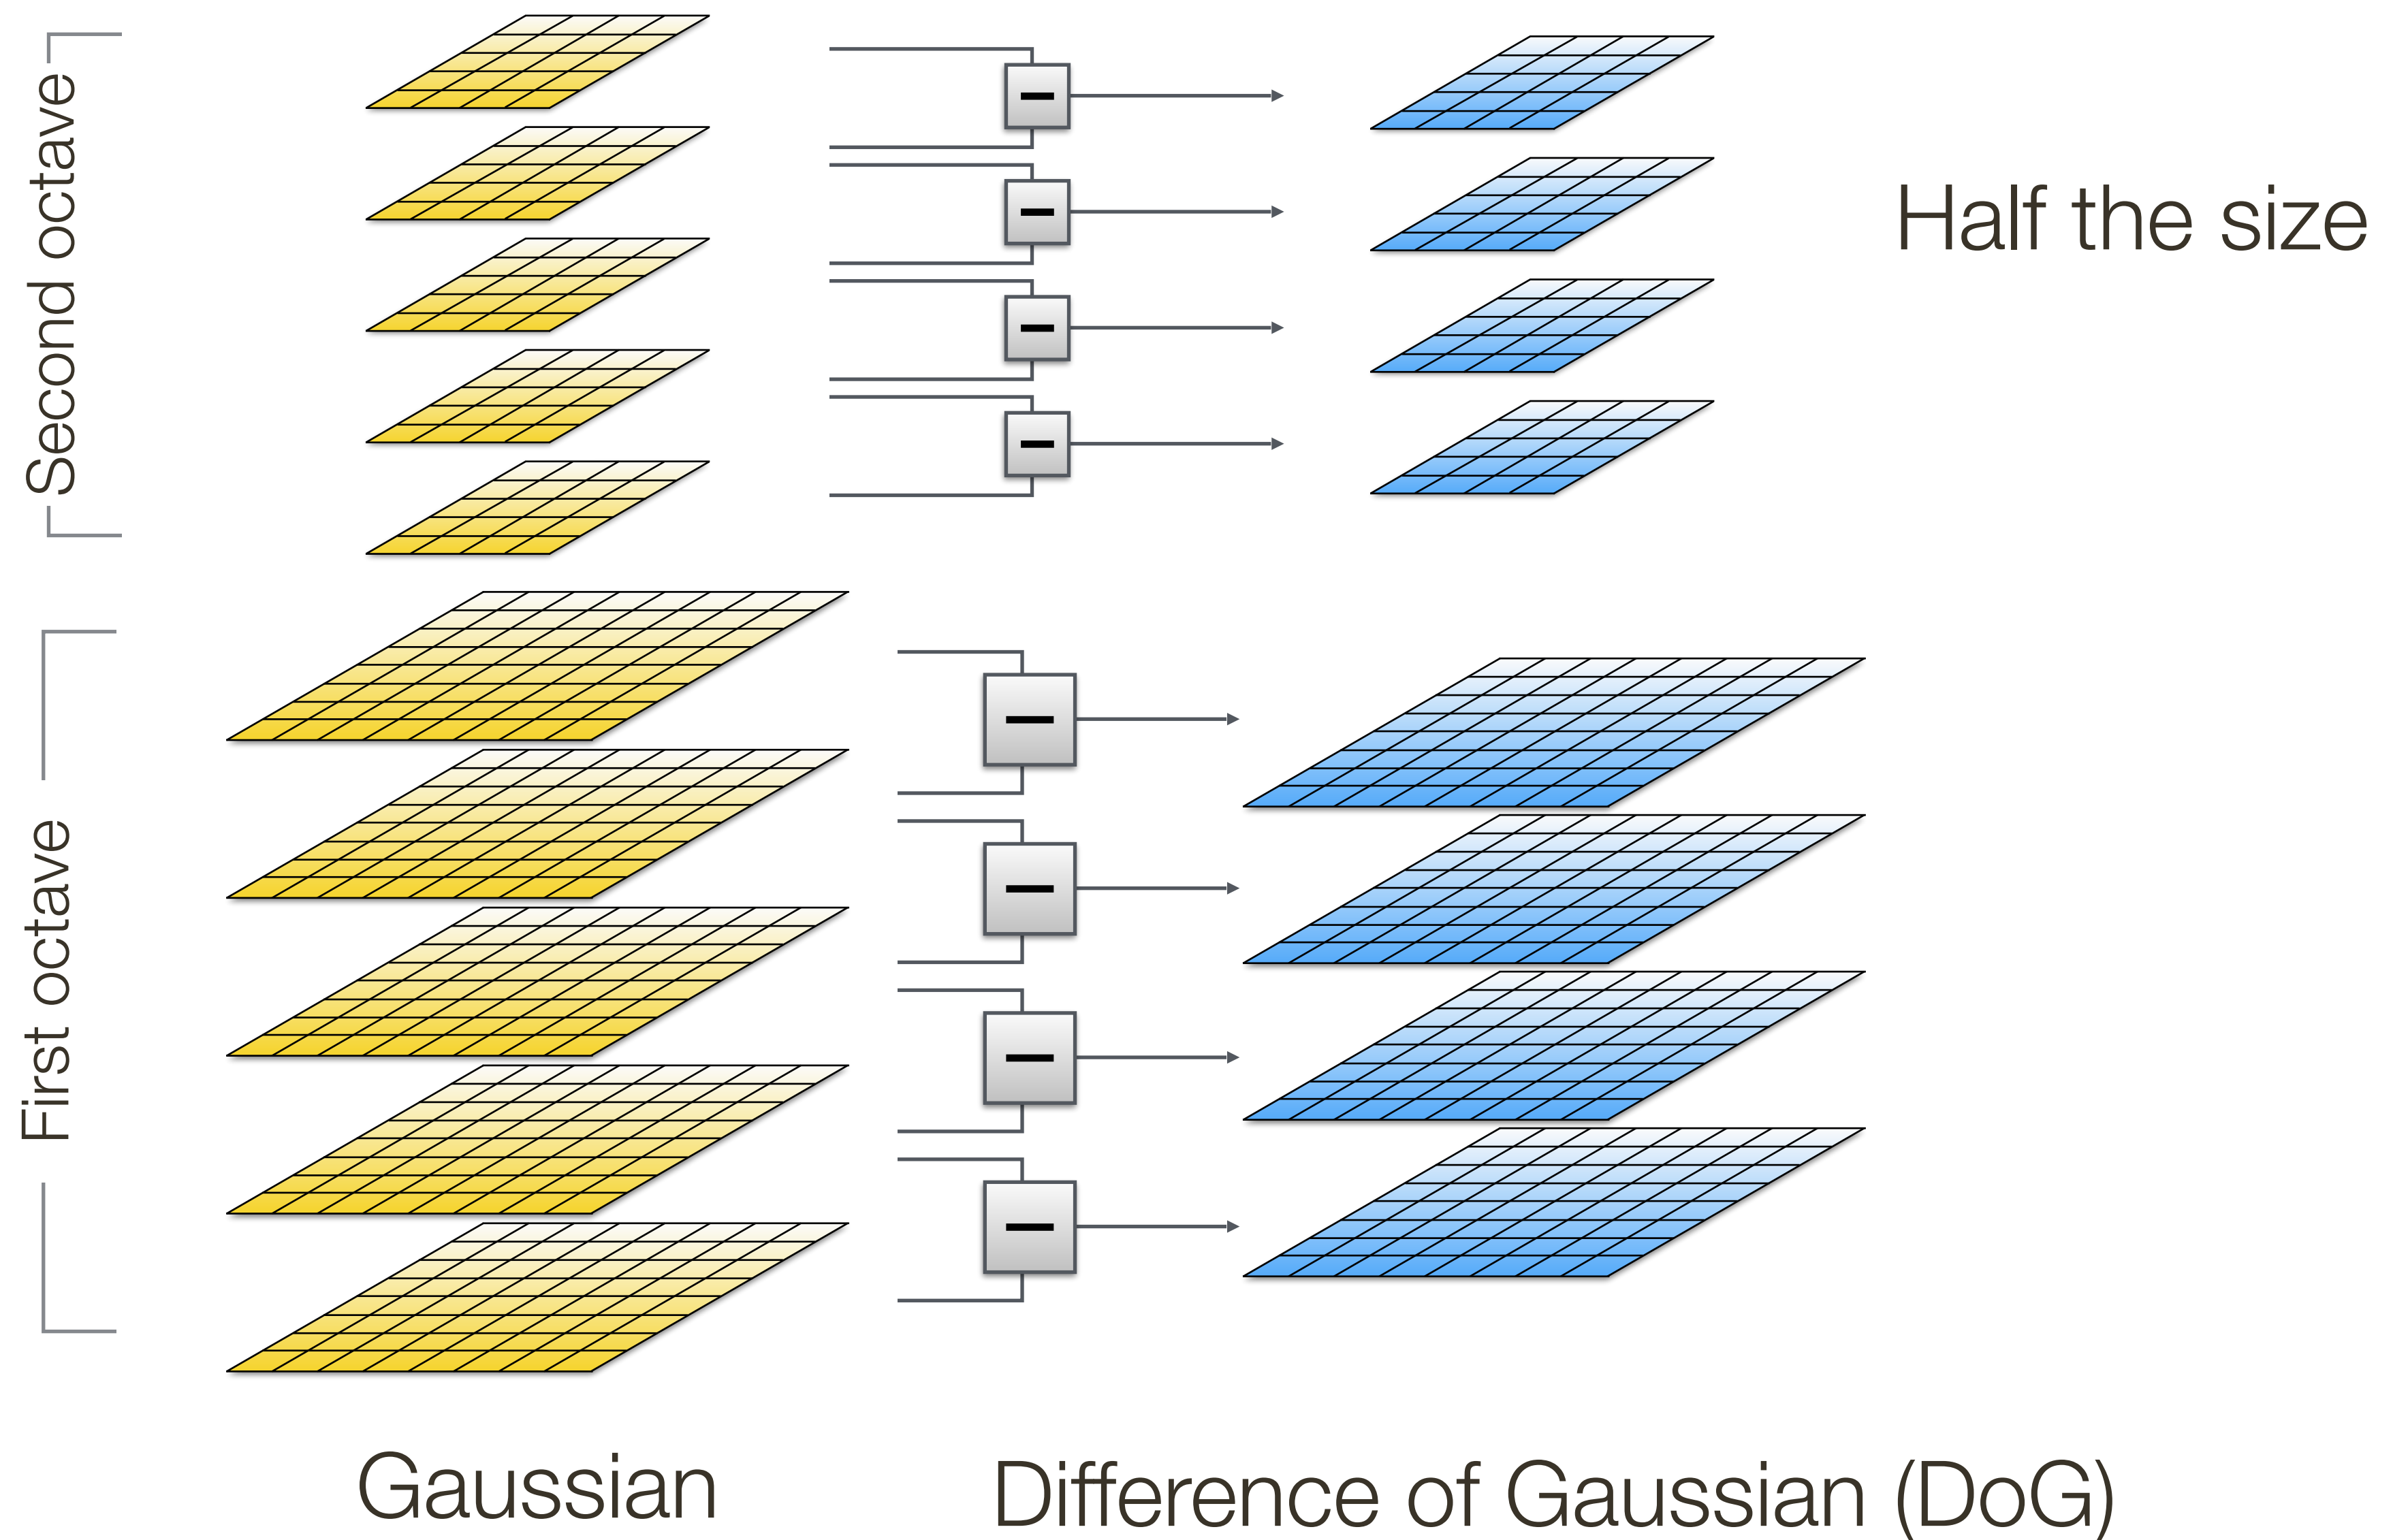 Second octave
Half the size
First octave
Gaussian
Difference of Gaussian (DoG)